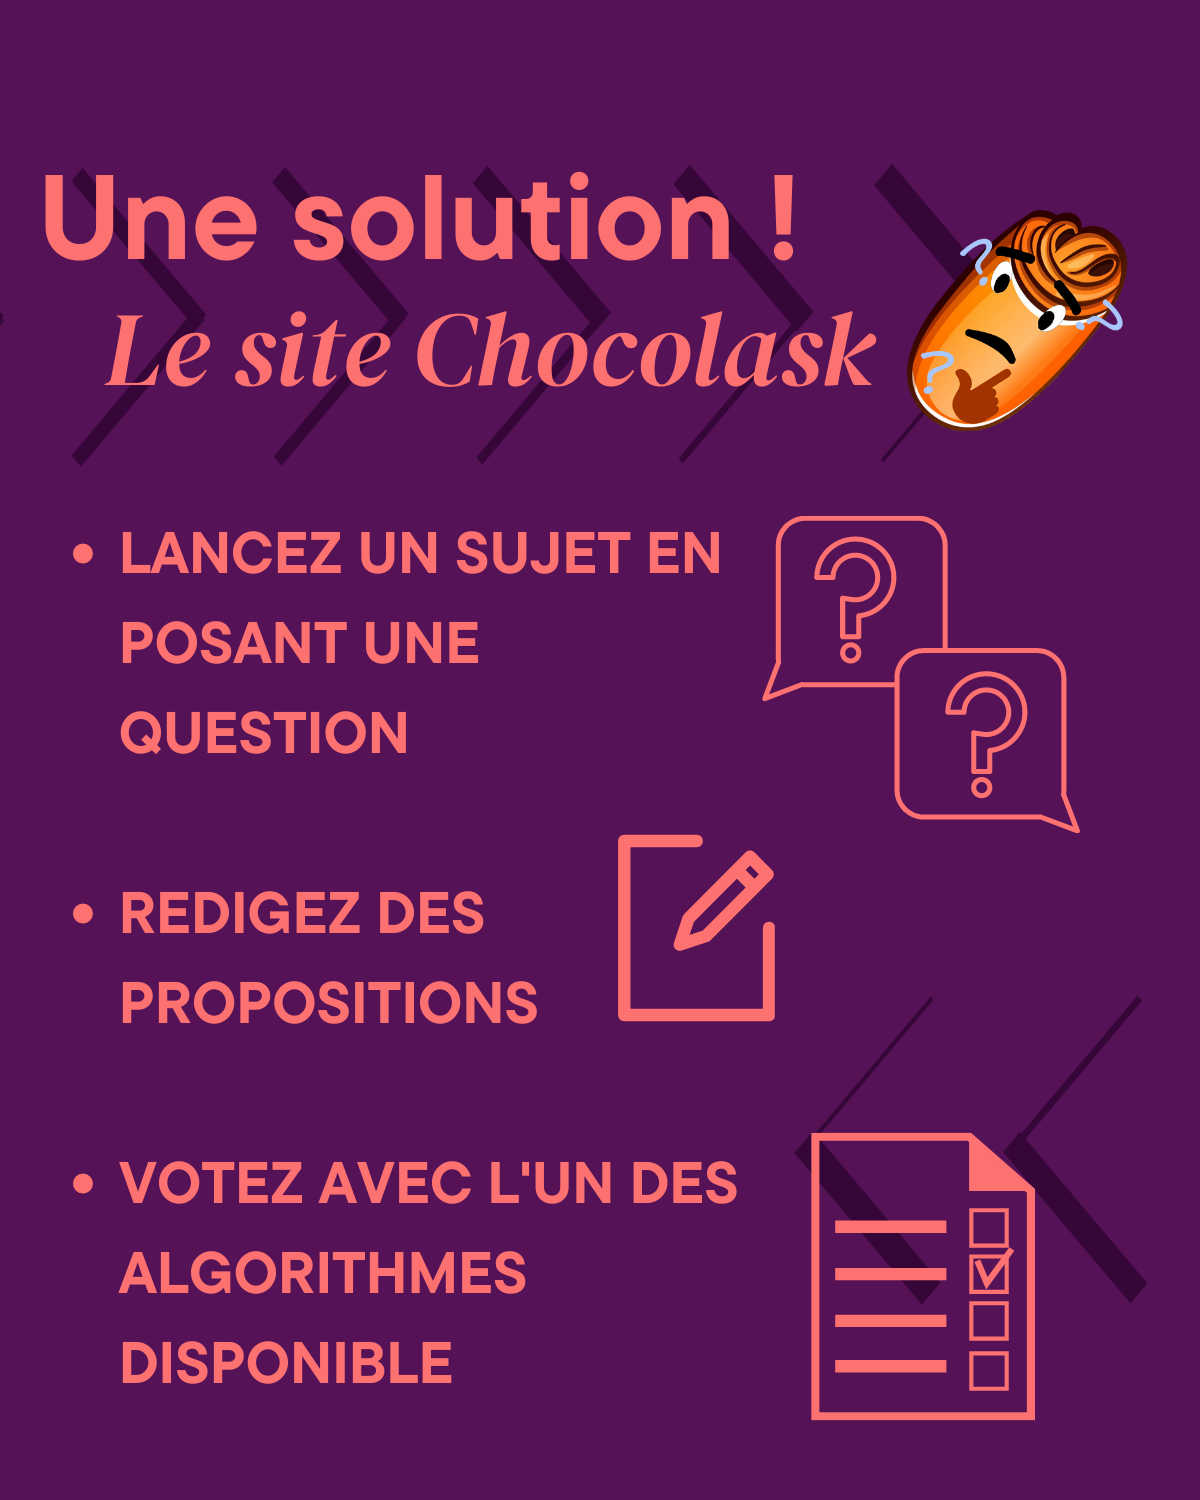 Une solution !
Le site Chocolask
• LANCEZ UN SUJET EN
POSANT UNE
QUESTION
• REDIGEZ DES
PROPOSITIONS
• VOTEZ AVEC L'UN DES
ALGORITHMES
DISPONIBLE